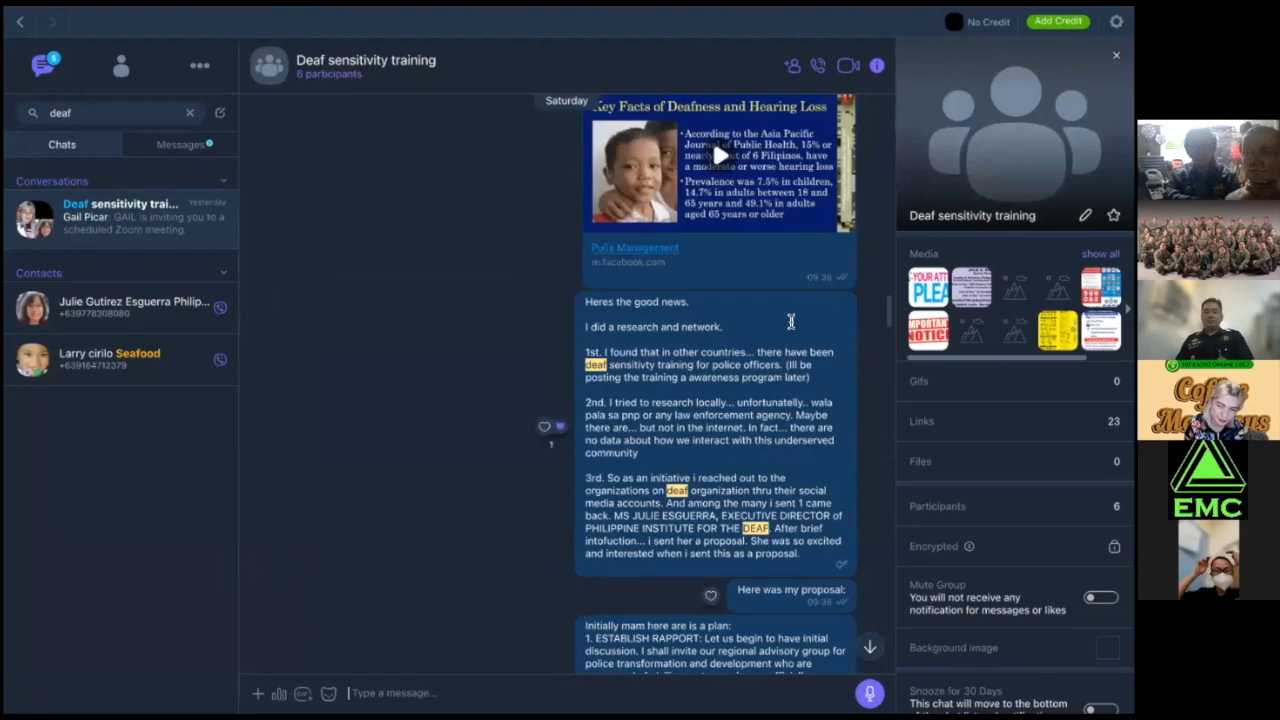 No Credit
Add Credit
5
deaf
Chats
Messages
Conversations
Deaf sensitivity trai...
Yesterday
Gail Picar: GAIL is inviting you to a
scheduled Zoom meeting.
Contacts
Julie Gutirez Esguerra Philip...
+639778308080
Larry cirilo Seafood
+639164712379
Deaf sensitivity training
6 participants
Saturday
Key Facts of Deafness and Hearing Loss
• According to the Asia Pacific
Journal of Public Health, 15% or
of 6 Filipinos, have
a moderate or worse hearing loss
• Prevalence was 7.5% in children,
14.7% in adults between 18 and
65 years and 49.1% in adults
aged 65 years or older
Pulis Management
m.facebook.com
09:36
Heres the good news.
I did a research and network.
1st. I found that in other countries... there have been
deaf sensitivty training for police officers. (Ill be
posting the training a awareness program later)
2nd. I tried to research locally... unfortunatelly.. wala
pala sa pnp or any law enforcement agency. Maybe
there are... but not in the internet. In fact... there are
no data about how we interact with this underserved
community
3rd. So as an initiative i reached out to the
organizations on deaf organization thru their social
media accounts. And among the many i sent 1 came
back. MS JULIE ESGUERRA, EXECUTIVE DIRECTOR of
PHILIPPINE INSTITUTE FOR THE DEAF. After brief
intofuction... i sent her a proposal. She was so excited
and interested when i sent this as a proposal.
1
Here was my proposal:
09:36
Initially mam here are is a plan:
1. ESTABLISH RAPPORT: Let us begin to have initial
discussion. I shall invite our regional advisory group for
police transformation and development who are
Type a message...
Deaf sensitivity training
Media
show all
YOUR ATT
PLEA
IMPORTANT
NOTICE
Gifs
0
Links
23
Files
0
Participants
6
Encrypted
Mute Group
You will not receive any
notification for messages or likes
Background image
Snooze for 30 Days
This chat will move to the bottom
HITRADIO ONLINE
Coffee
EMC